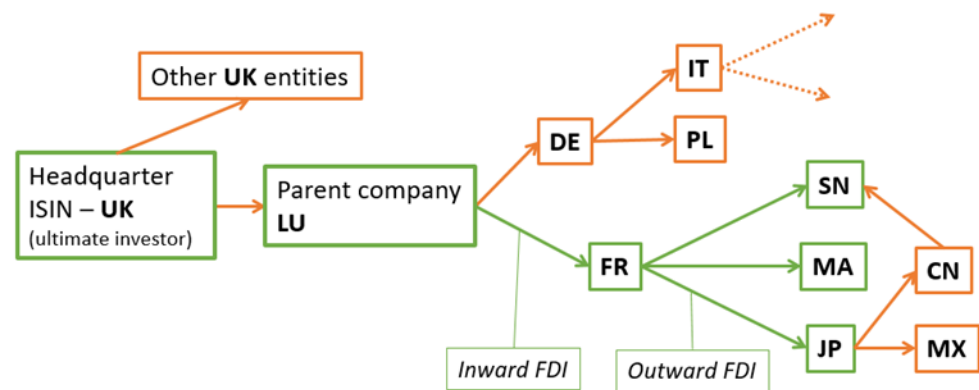 Other UK entities
Headquarter
ISIN – UK
(ultimate investor)
Parent company
LU
DE
IT
PL
FR
SN
MA
JP
CN
MX
Inward FDI
Outward FDI